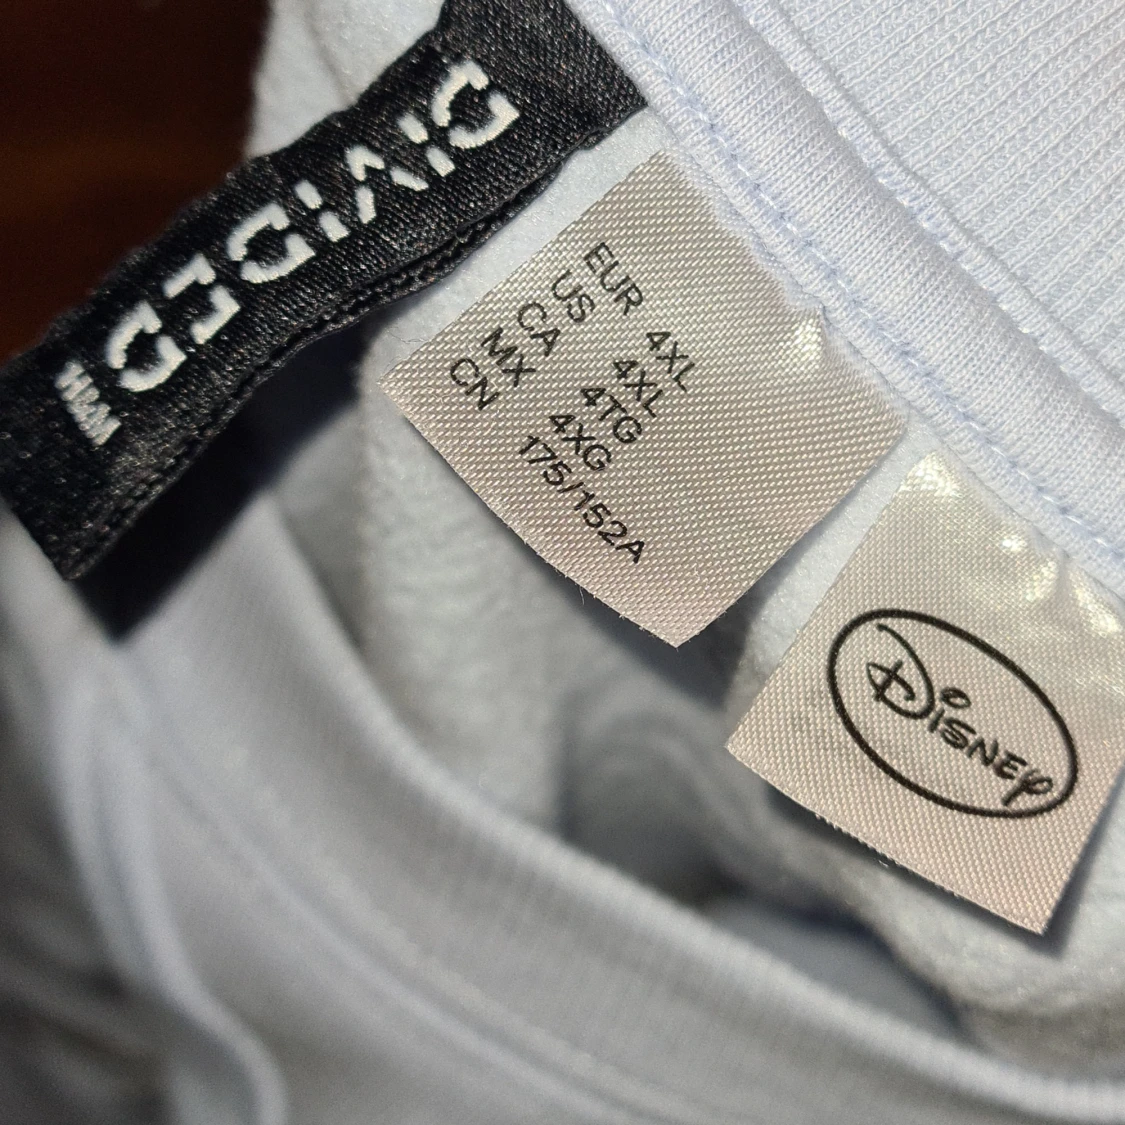 DIVIDED
H&M
EUR 4XL
US 4XL
CA 4TG
MX 4XG
CN 175/152A
Disney